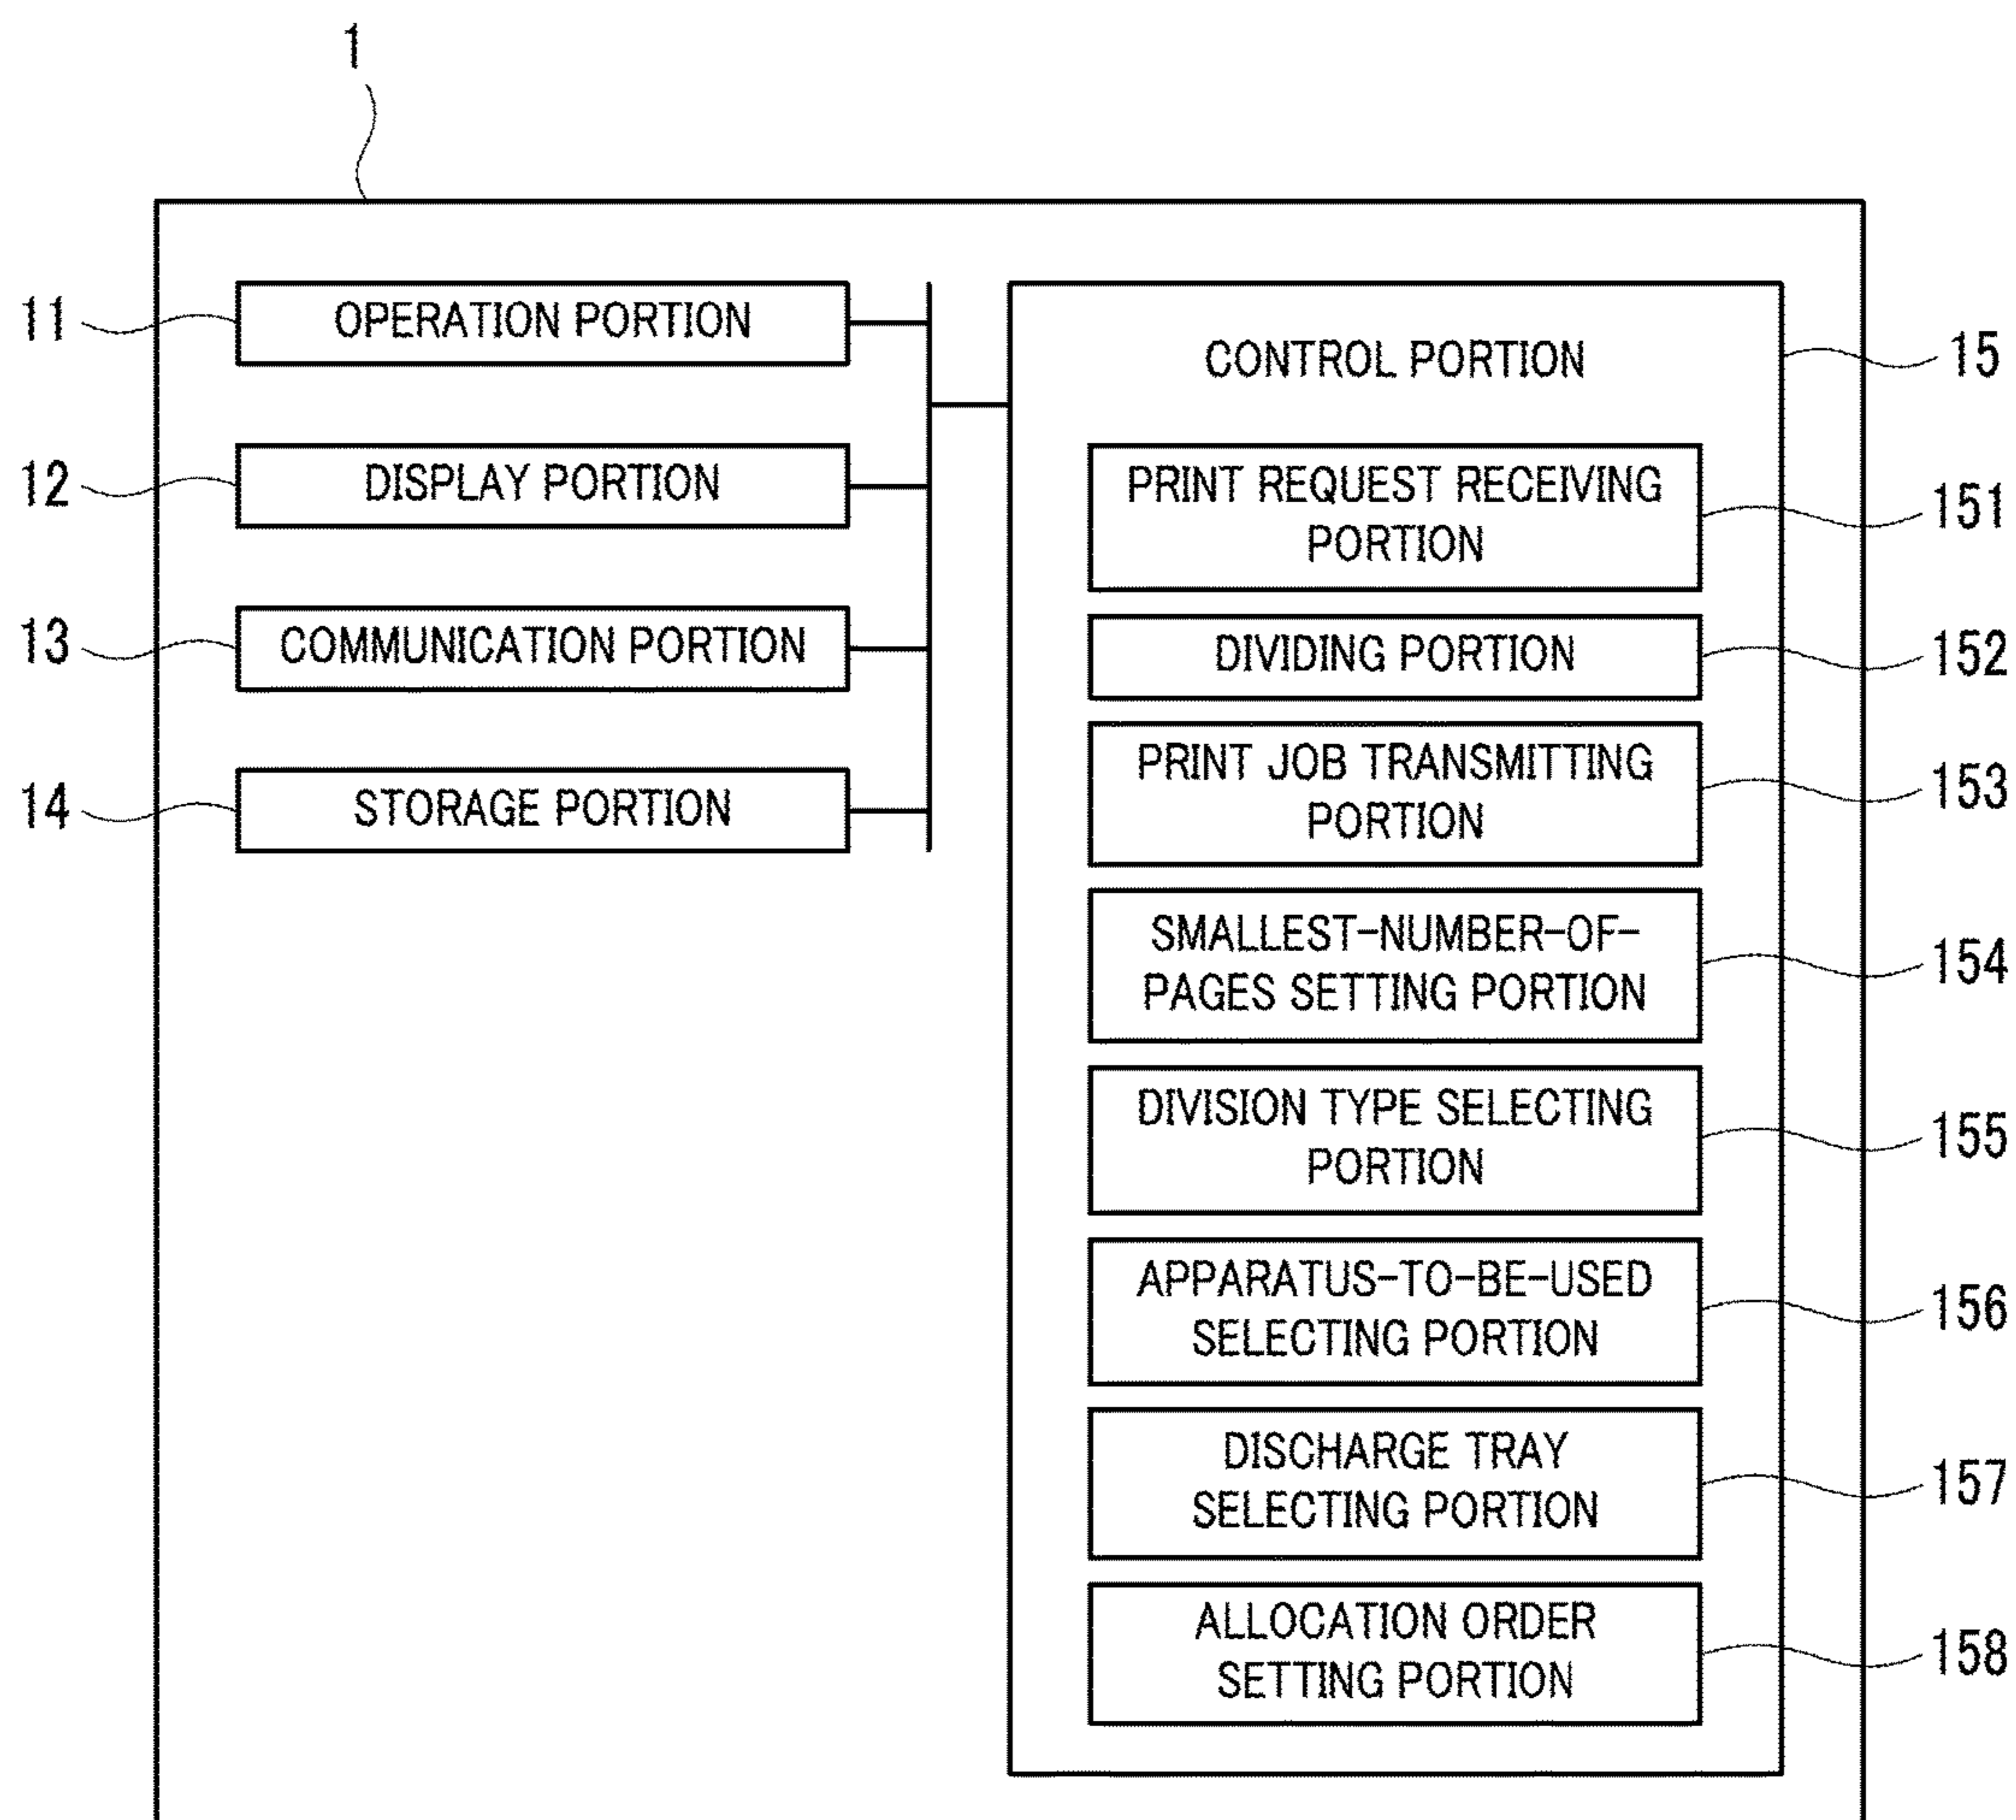 1
11
OPERATION PORTION
12
DISPLAY PORTION
13
COMMUNICATION PORTION
14
STORAGE PORTION
CONTROL PORTION
15
PRINT REQUEST RECEIVING
PORTION
151
DIVIDING PORTION
152
PRINT JOB TRANSMITTING
PORTION
153
SMALLEST-NUMBER-OF-
PAGES SETTING PORTION
154
DIVISION TYPE SELECTING
PORTION
155
APPARATUS-TO-BE-USED
SELECTING PORTION
156
DISCHARGE TRAY
SELECTING PORTION
157
ALLOCATION ORDER
SETTING PORTION
158